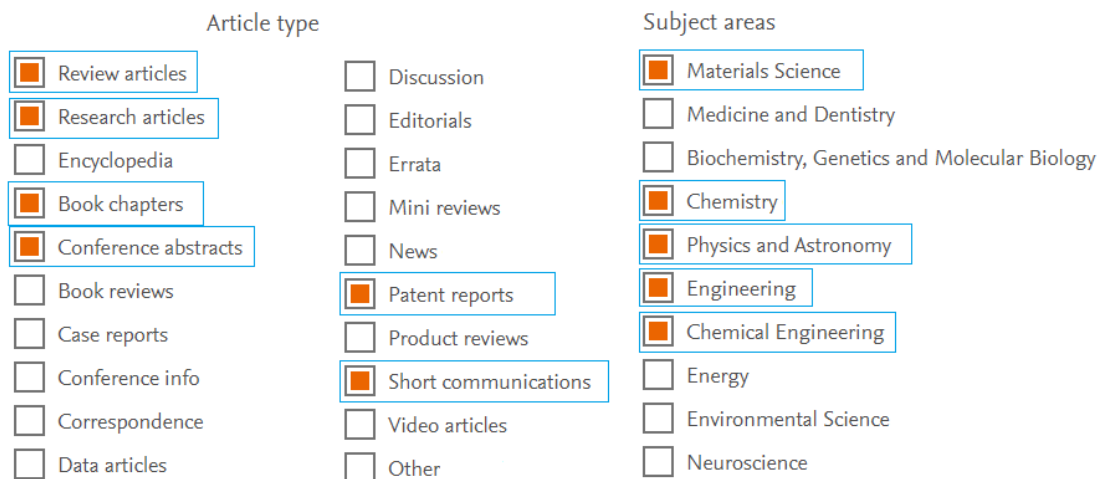 Article type
Review articles
Research articles
Encyclopedia
Book chapters
Conference abstracts
Book reviews
Case reports
Conference info
Correspondence
Data articles
Discussion
Editorials
Errata
Mini reviews
News
Patent reports
Product reviews
Short communications
Video articles
Other
Subject areas
Materials Science
Medicine and Dentistry
Biochemistry, Genetics and Molecular Biology
Chemistry
Physics and Astronomy
Engineering
Chemical Engineering
Energy
Environmental Science
Neuroscience